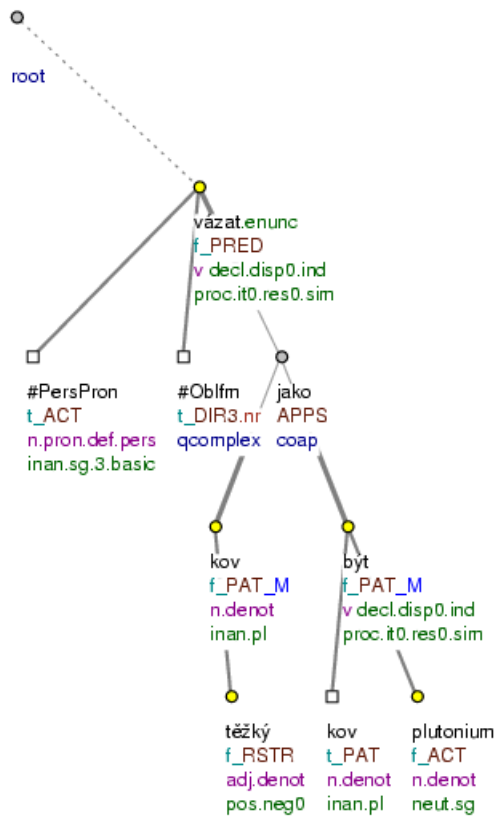 root
vázat.enunc
f_PRED
v decl.disp0.ind
proc.it0.res0.sim
#PersPron
t_ACT
n.pron.def.pers
inan.sg.3.basic
#Oblfm
t_DIR3.nr
qcomplex
jako
APPS
coap
kov
f_PAT_M
n.denot
inan.pl
být
f_PAT_M
v decl.disp0.ind
proc.it0.res0.sim
těžký
f_RSTR
adj.denot
pos.neg0
kov
t_PAT
n.denot
inan.pl
plutonium
f_ACT
n.denot
neut.sg